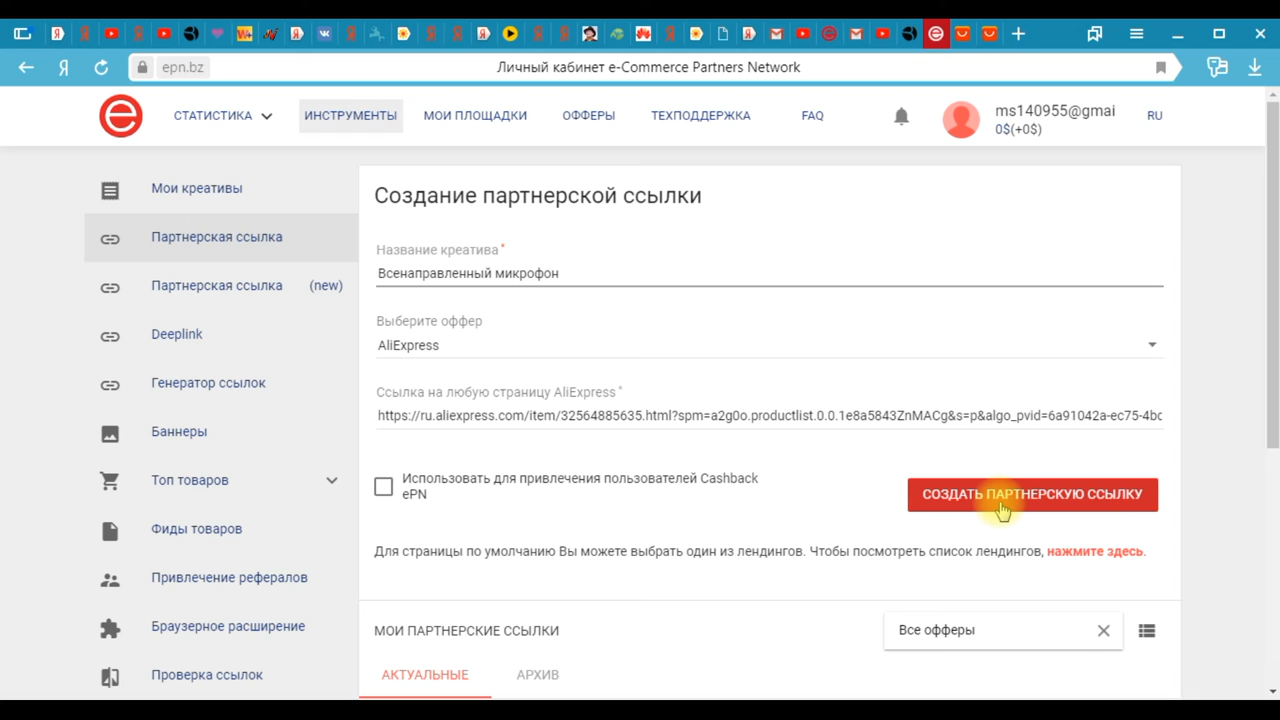 epn.bz
Личный кабинет e-Commerce Partners Network
СТАТИСТИКА
ИНСТРУМЕНТЫ
МОИ ПЛОЩАДКИ
ОФФЕРЫ
ТЕХПОДДЕРЖКА
FAQ
ms140955@gmai
0$(+0$)
RU
Мои креативы
Партнерская ссылка
Партнерская ссылка (new)
Deeplink
Генератор ссылок
Баннеры
Топ товаров
Фиды товаров
Привлечение рефералов
Браузерное расширение
Проверка ссылок
Создание партнерской ссылки
Название креатива*
Всенаправленный микрофон
Выберите оффер
AliExpress
Ссылка на любую страницу AliExpress*
https://ru.aliexpress.com/item/32564885635.html?spm=a2g0o.productlist.0.0.1e8a5843ZnMACg&s=p&algo_pvid=6a91042a-ec75-4bc
Использовать для привлечения пользователей Cashback
ePN
СОЗДАТЬ ПАРТНЕРСКУЮ ССЫЛКУ
Для страницы по умолчанию Вы можете выбрать один из лендингов. Чтобы посмотреть список лендингов, нажмите здесь.
МОИ ПАРТНЕРСКИЕ ССЫЛКИ
Все офферы
АКТУАЛЬНЫЕ
АРХИВ